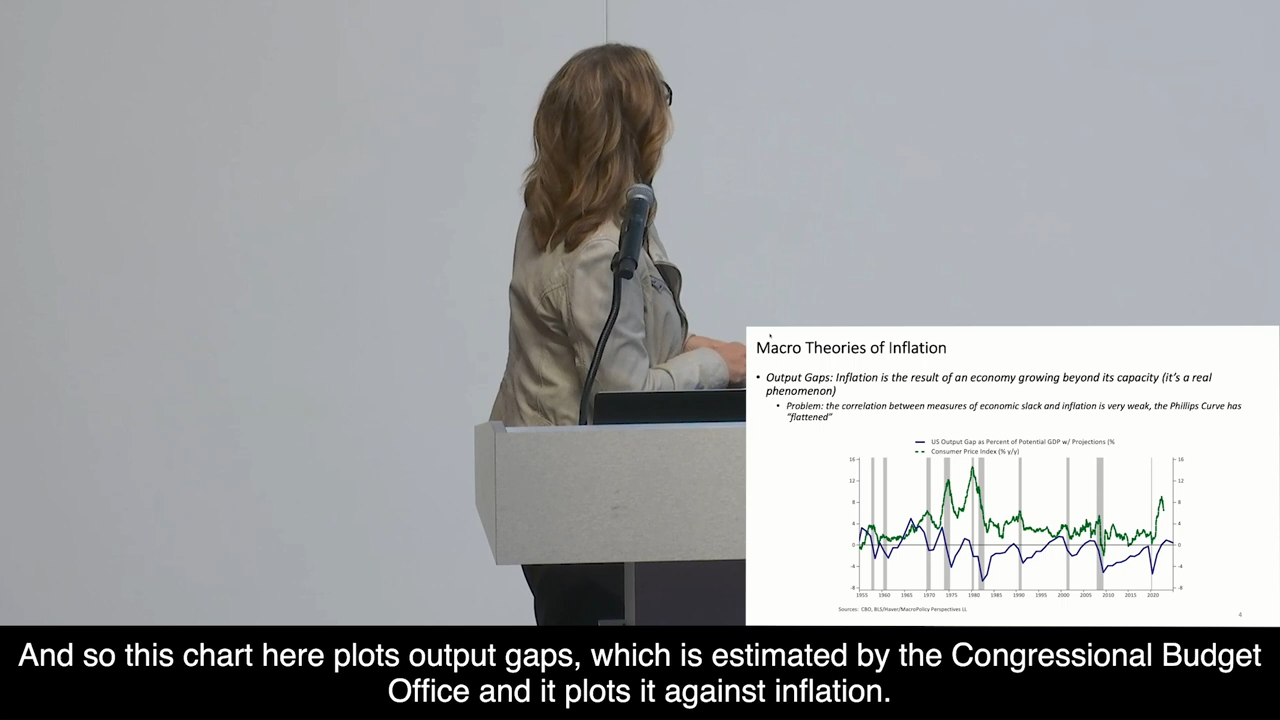 Macro Theories of Inflation
• Output Gaps: Inflation is the result of an economy growing beyond its capacity (it's a real
phenomenon)
• Problem: the correlation between measures of economic slack and inflation is very weak, the Phillips Curve has
"flattened"
US Output Gap as Percent of Potential GDP w/ Projections (%
Consumer Price Index (% y/y)
16 16
12 12
8 8
4 4
0 0
-4 -4
-8 -8
1955 1960 1965 1970 1975 1980 1985 1990 1995 2000 2005 2010 2015 2020
Sources: CBO, BLS/Haver/MacroPolicy Perspectives LL
4
And so this chart here plots output gaps, which is estimated by the Congressional Budget
Office and it plots it against inflation.